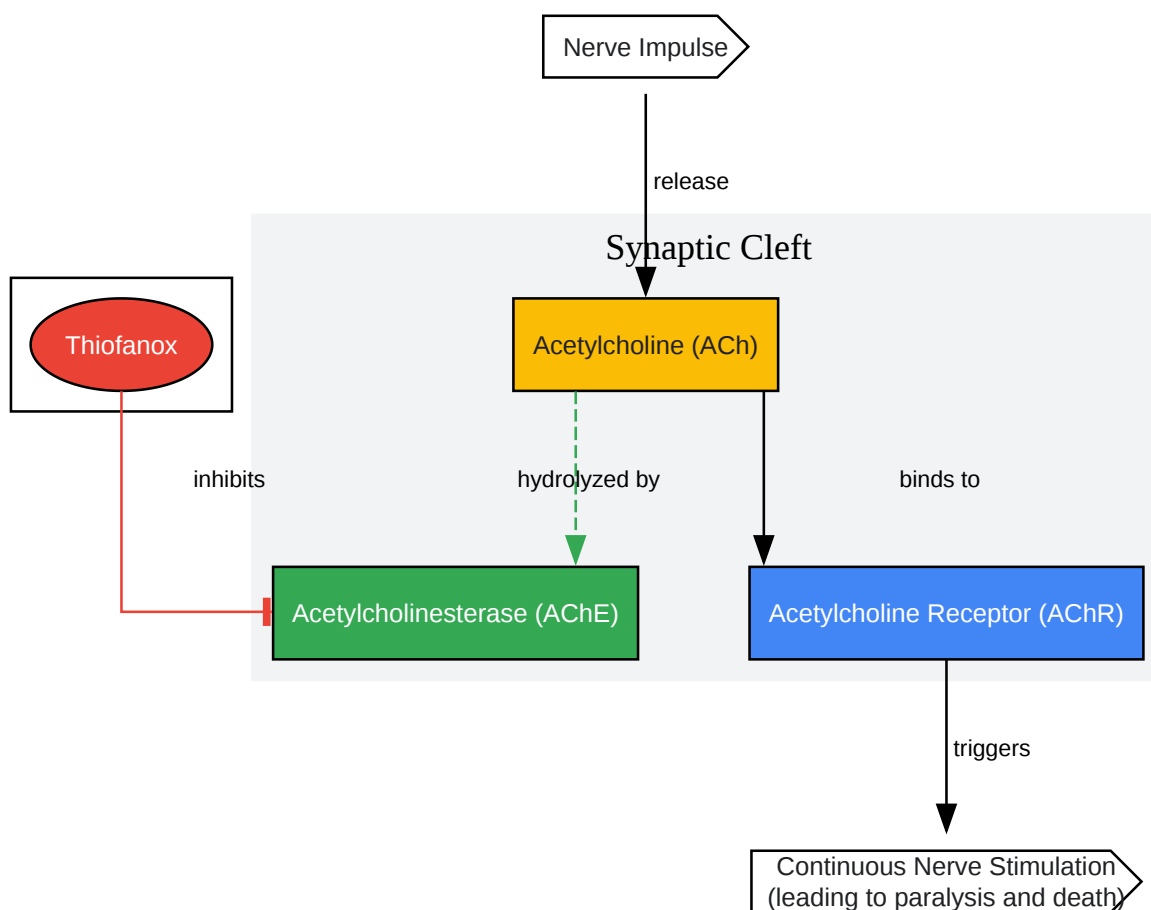 Nerve Impulse
release
Synaptic Cleft
Thiofanox
Acetylcholine (ACh)
inhibits
hydrolyzed by
binds to
Acetylcholinesterase (AChE)
Acetylcholine Receptor (AChR)
triggers
Continuous Nerve Stimulation
(leading to paralysis and death)